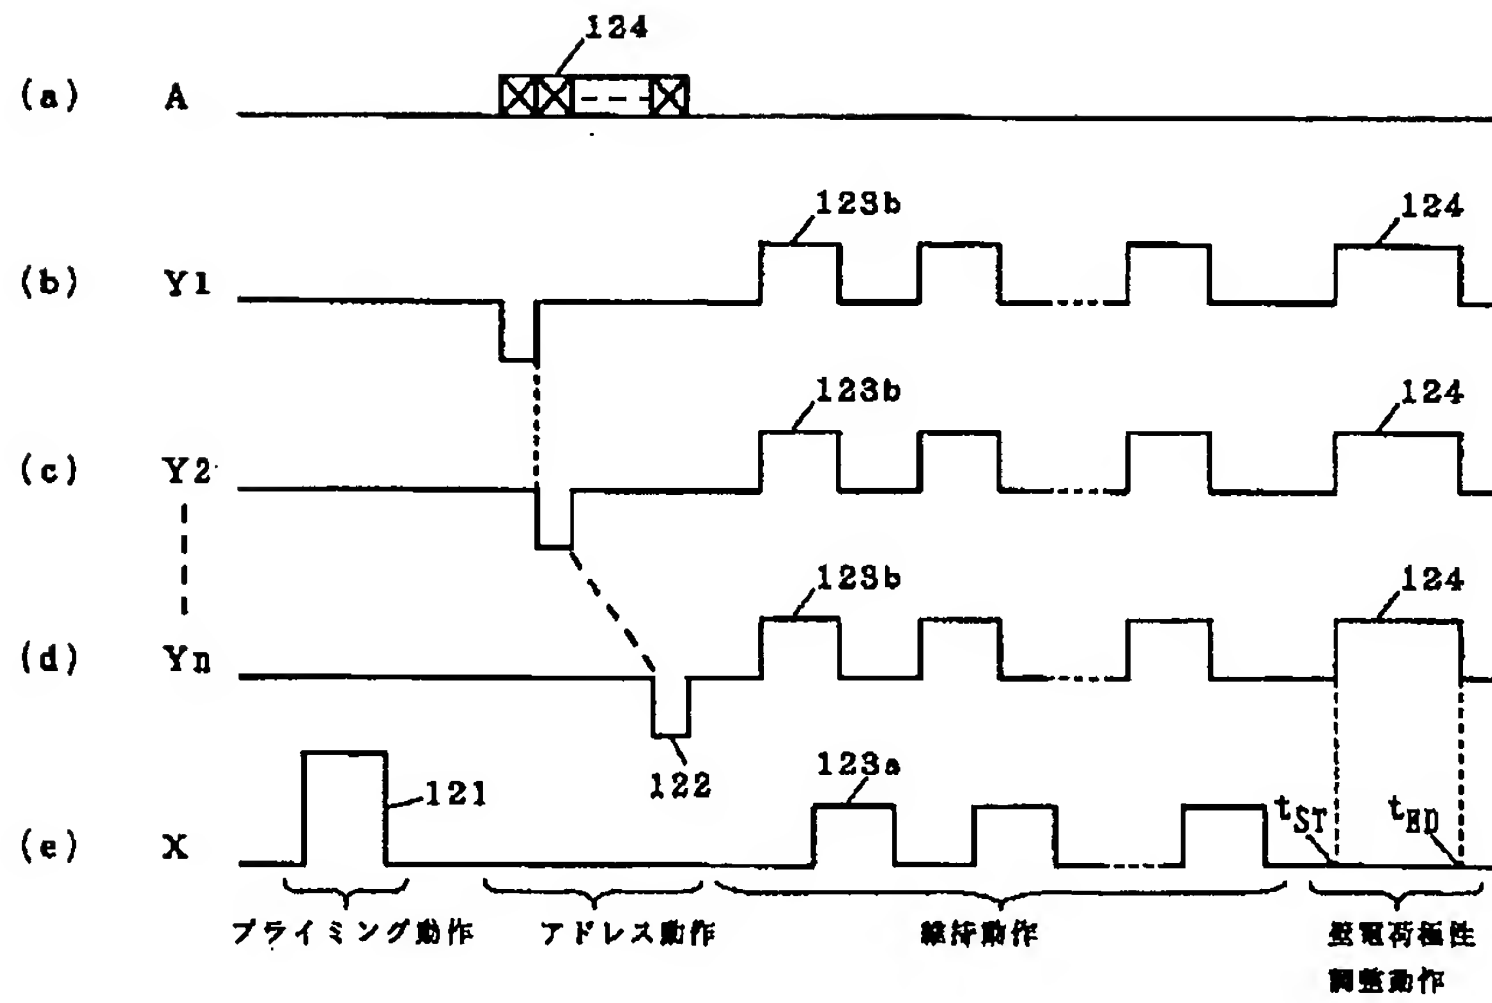 124
(a) A
123b 124
(b) Y1
123b 124
(c) Y2
123b 124
(d) Yn
122
121
123a
(e) X
tST tED
プライミング動作 アドレス動作 維持動作 壁電荷極性
調整動作